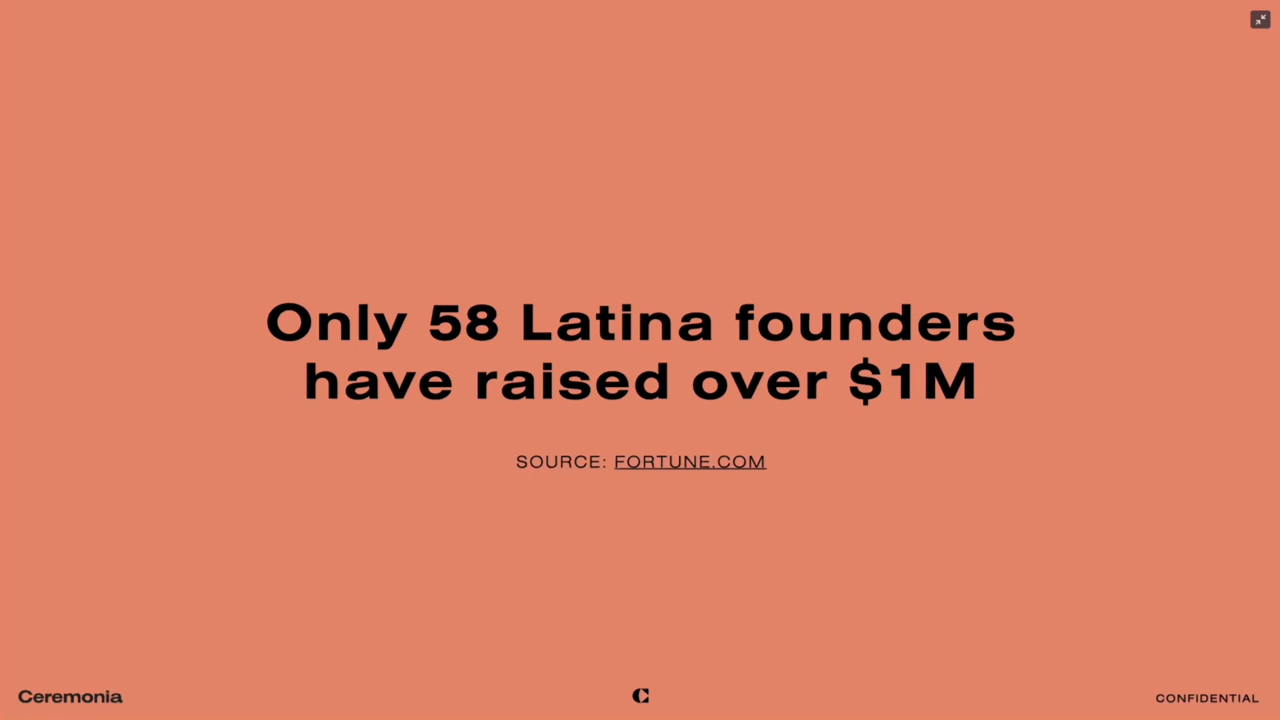 Only 58 Latina founders
have raised over $1M
SOURCE: FORTUNE.COM
Ceremonia
C
CONFIDENTIAL